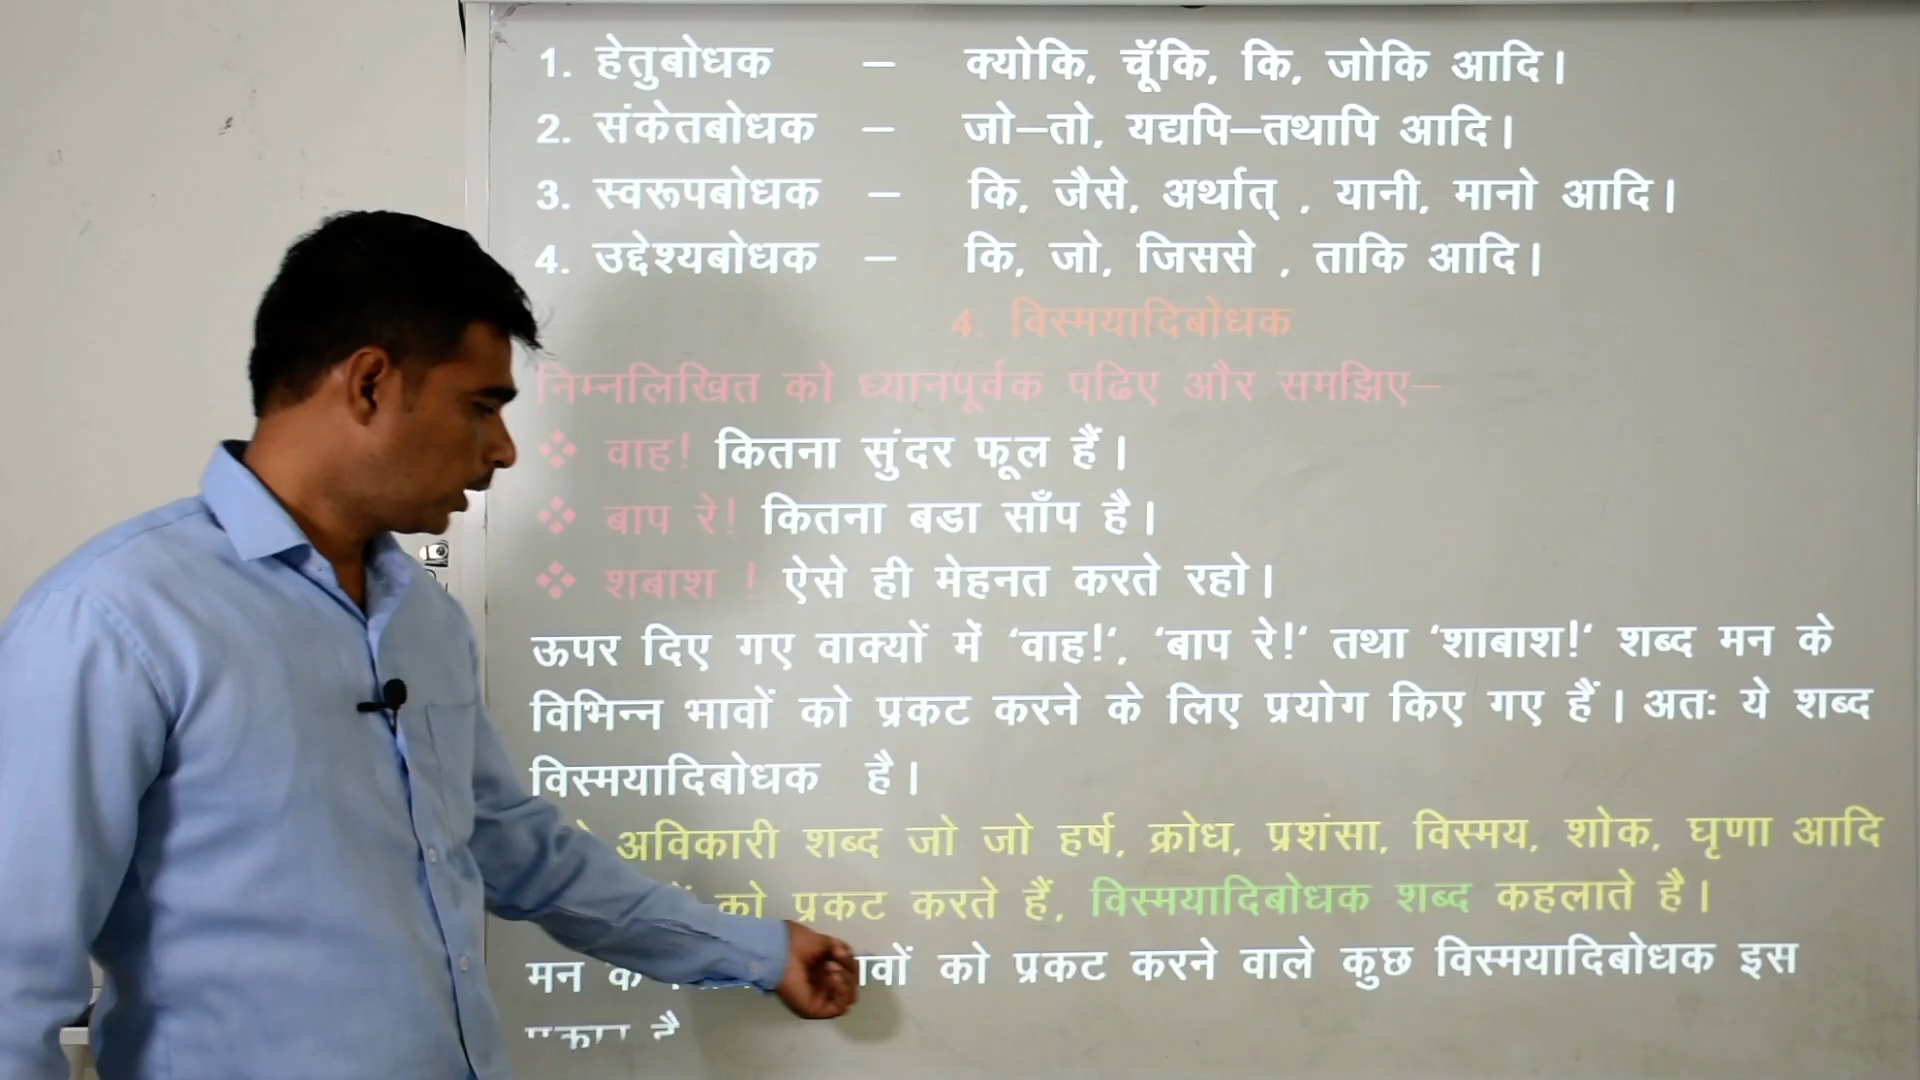 1. हेतुबोधक – क्योकि, चूँकि, कि, जोकि आदि।
2. संकेतबोधक – जो–तो, यद्यपि–तथापि आदि।
3. स्वरूपबोधक – कि, जैसे, अर्थात् , यानी, मानो आदि।
4. उद्देश्यबोधक – कि, जो, जिससे , ताकि आदि।
4. विस्मयादिबोधक
निम्नलिखित को ध्यानपूर्वक पढिए और समझिए–
❖ वाह! कितना सुंदर फूल हैं।
❖ बाप रे! कितना बडा साँप है।
❖ शबाश ! ऐसे ही मेहनत करते रहो।
ऊपर दिए गए वाक्यों में 'वाह!', 'बाप रे!' तथा 'शाबाश!' शब्द मन के
विभिन्न भावों को प्रकट करने के लिए प्रयोग किए गए हैं। अतः ये शब्द
विस्मयादिबोधक है।
अविकारी शब्द जो जो हर्ष, क्रोध, प्रशंसा, विस्मय, शोक, घृणा आदि
को प्रकट करते हैं, विस्मयादिबोधक शब्द कहलाते है।
मन को प्रकट करने वाले कुछ विस्मयादिबोधक इस